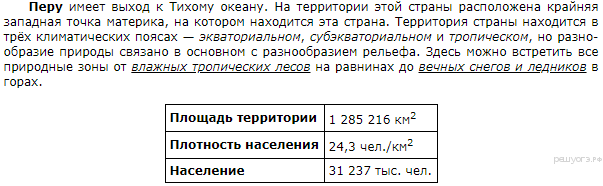 Перу имеет выход к Тихому океану. На территории этой страны расположена крайняя
западная точка материка, на котором находится эта страна. Территория страны находится в
трёх климатических поясах — экваториальном, субэкваториальном и тропическом, но разно-
образие природы связано в основном с разнообразием рельефа. Здесь можно встретить все
природные зоны от влажных тропических лесов на равнинах до вечных снегов и ледников в
горах.
Площадь территории 1 285 216 км²
Плотность населения 24,3 чел./км²
Население 31 237 тыс. чел.
решуогэ.рф